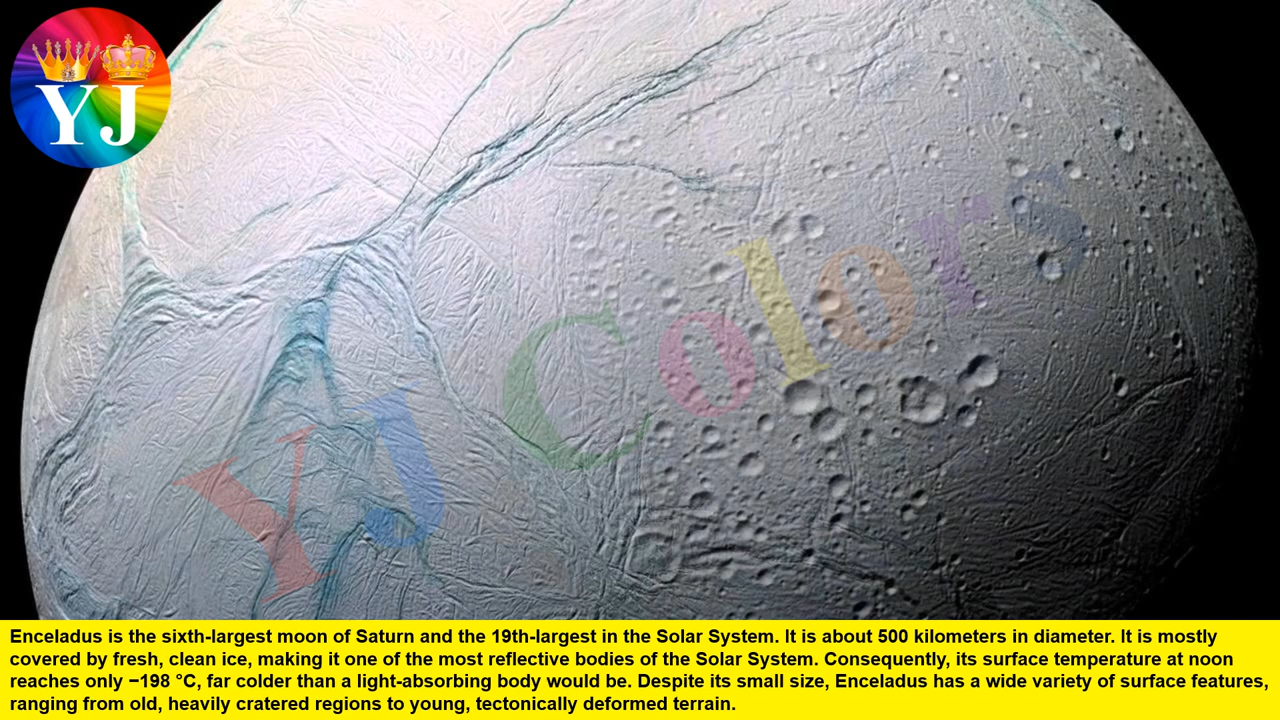 YJ
YJ Colors
Enceladus is the sixth-largest moon of Saturn and the 19th-largest in the Solar System. It is about 500 kilometers in diameter. It is mostly
covered by fresh, clean ice, making it one of the most reflective bodies of the Solar System. Consequently, its surface temperature at noon
reaches only −198 °C, far colder than a light-absorbing body would be. Despite its small size, Enceladus has a wide variety of surface features,
ranging from old, heavily cratered regions to young, tectonically deformed terrain.